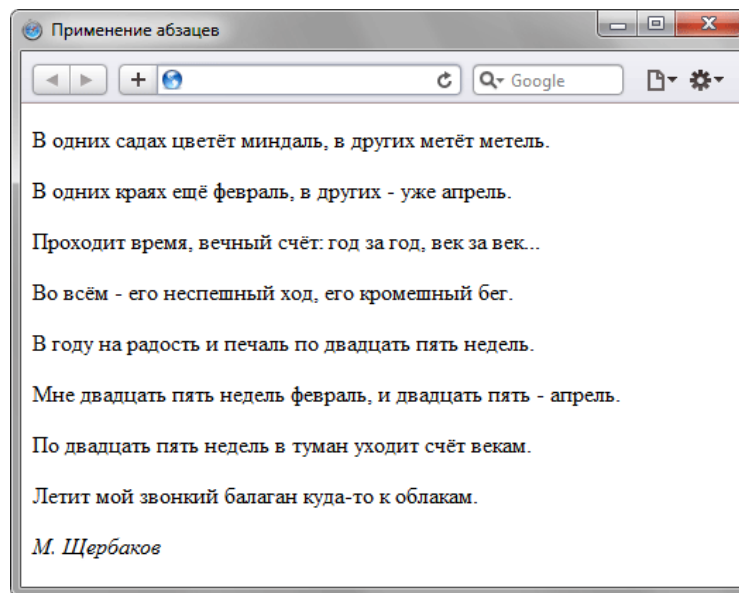 Применение абзацев
Google
В одних садах цветёт миндаль, в других метёт метель.
В одних краях ещё февраль, в других - уже апрель.
Проходит время, вечный счёт: год за год, век за век...
Во всём - его неспешный ход, его кромешный бег.
В году на радость и печаль по двадцать пять недель.
Мне двадцать пять недель февраль, и двадцать пять - апрель.
По двадцать пять недель в туман уходит счёт векам.
Летит мой звонкий балаган куда-то к облакам.
М. Щербаков